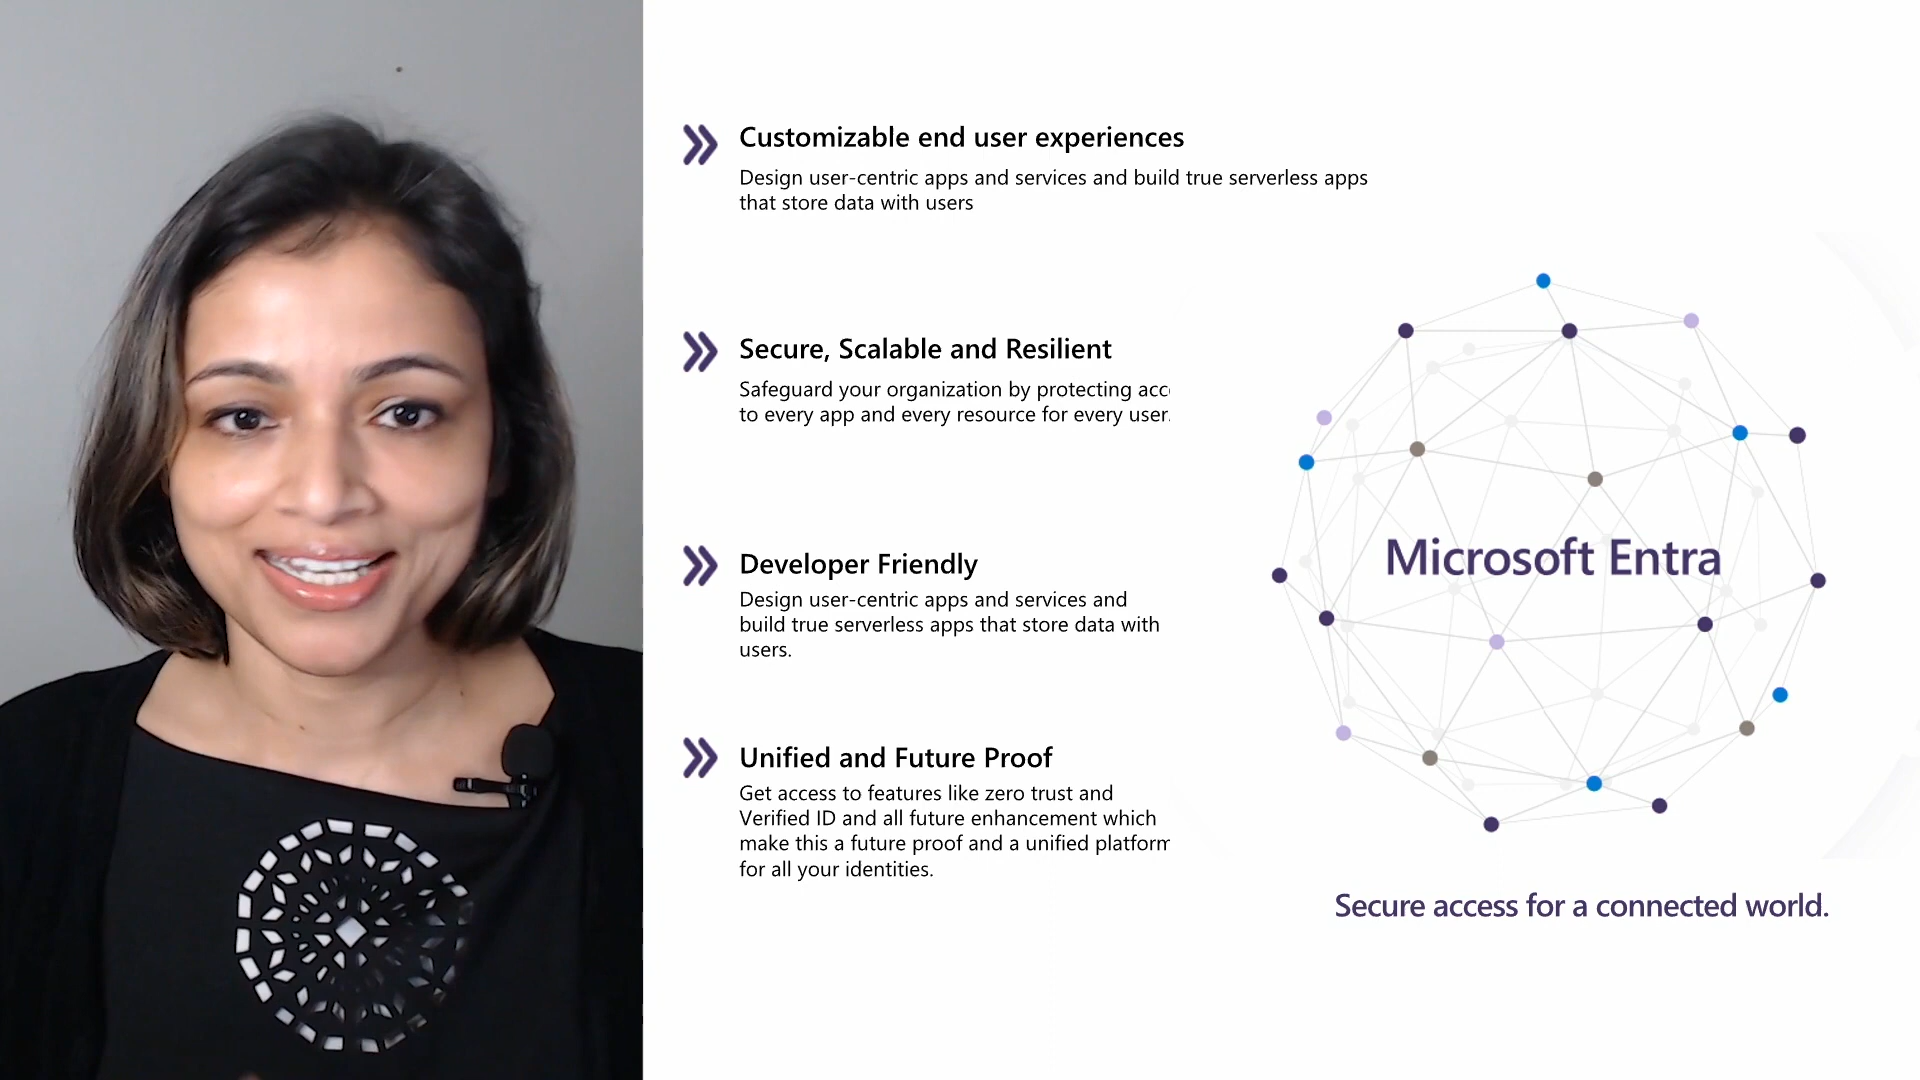 Customizable end user experiences
Design user-centric apps and services and build true serverless apps
that store data with users
Secure, Scalable and Resilient
Safeguard your organization by protecting acc
to every app and every resource for every user.
Developer Friendly
Design user-centric apps and services and
build true serverless apps that store data with
users.
Unified and Future Proof
Get access to features like zero trust and
Verified ID and all future enhancement which
make this a future proof and a unified platform
for all your identities.
Microsoft Entra
Secure access for a connected world.